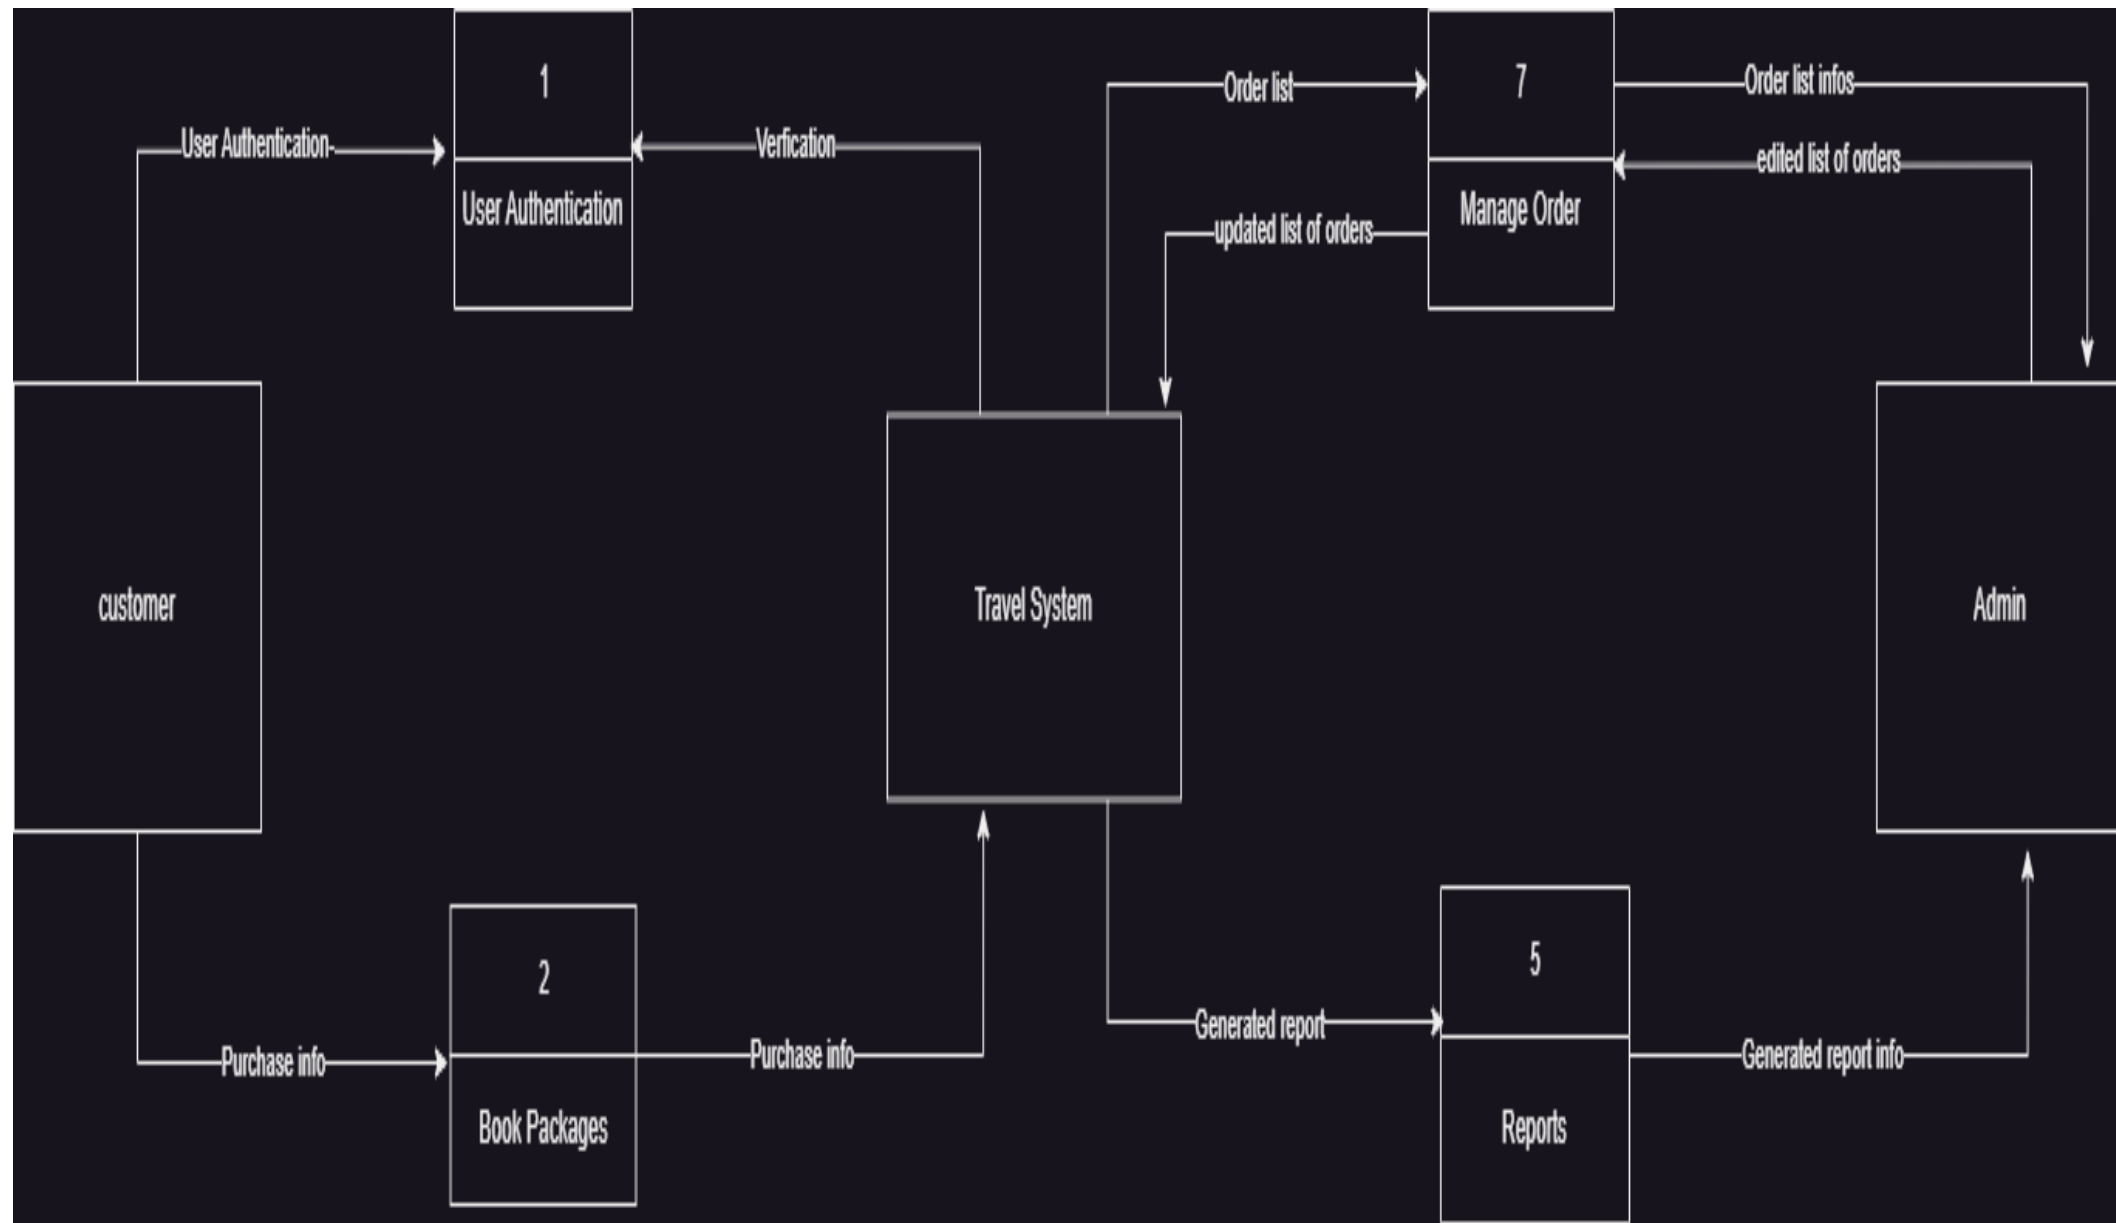 1
User Authentication
User Authentication-
Verfication
Order list
7
Manage Order
Order list infos
edited list of orders
updated list of orders
customer
Travel System
Admin
2
Book Packages
Purchase info
Purchase info
Generated report
5
Reports
Generated report info